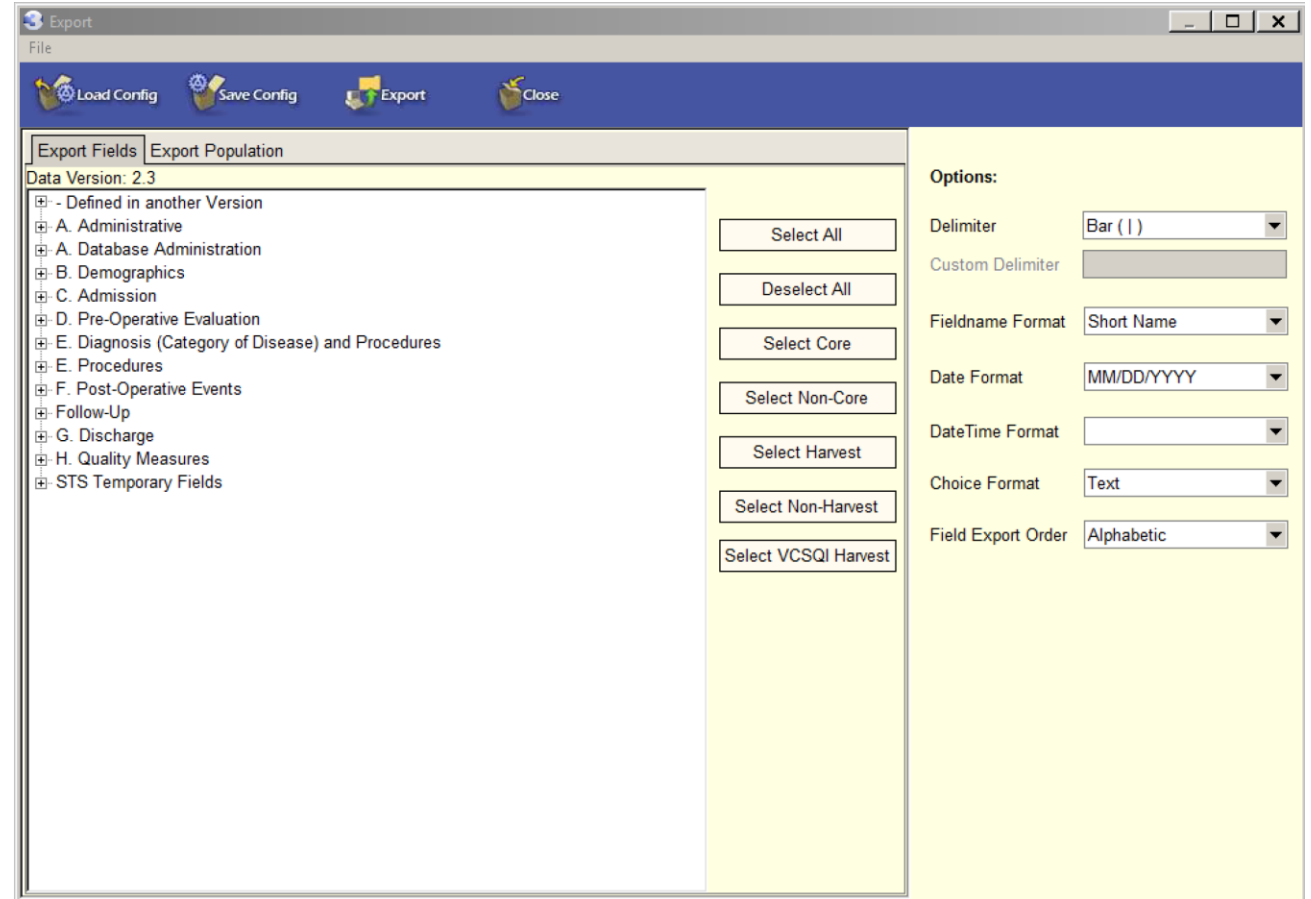 Export
File
Load Config Save Config Export Close
Export Fields Export Population
Data Version: 2.3
- Defined in another Version
A. Administrative
A. Database Administration
B. Demographics
C. Admission
D. Pre-Operative Evaluation
E. Diagnosis (Category of Disease) and Procedures
E. Procedures
F. Post-Operative Events
Follow-Up
G. Discharge
H. Quality Measures
STS Temporary Fields
Select All
Deselect All
Select Core
Select Non-Core
Select Harvest
Select Non-Harvest
Select VCSQI Harvest
Options:
Delimiter Bar ( | )
Custom Delimiter
Fieldname Format Short Name
Date Format MM/DD/YYYY
DateTime Format
Choice Format Text
Field Export Order Alphabetic